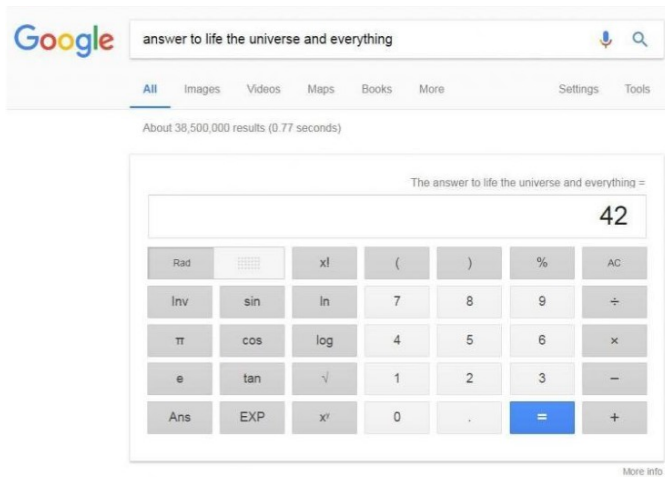 Google answer to life the universe and everything
All Images Videos Maps Books More Settings Tools
About 38,500,000 results (0.77 seconds)
The answer to life the universe and everything =
42
Rad x! ( ) % AC
Inv sin ln 7 8 9 ÷
π cos log 4 5 6 ×
e tan √ 1 2 3 −
Ans EXP xʸ 0 . = +
More info